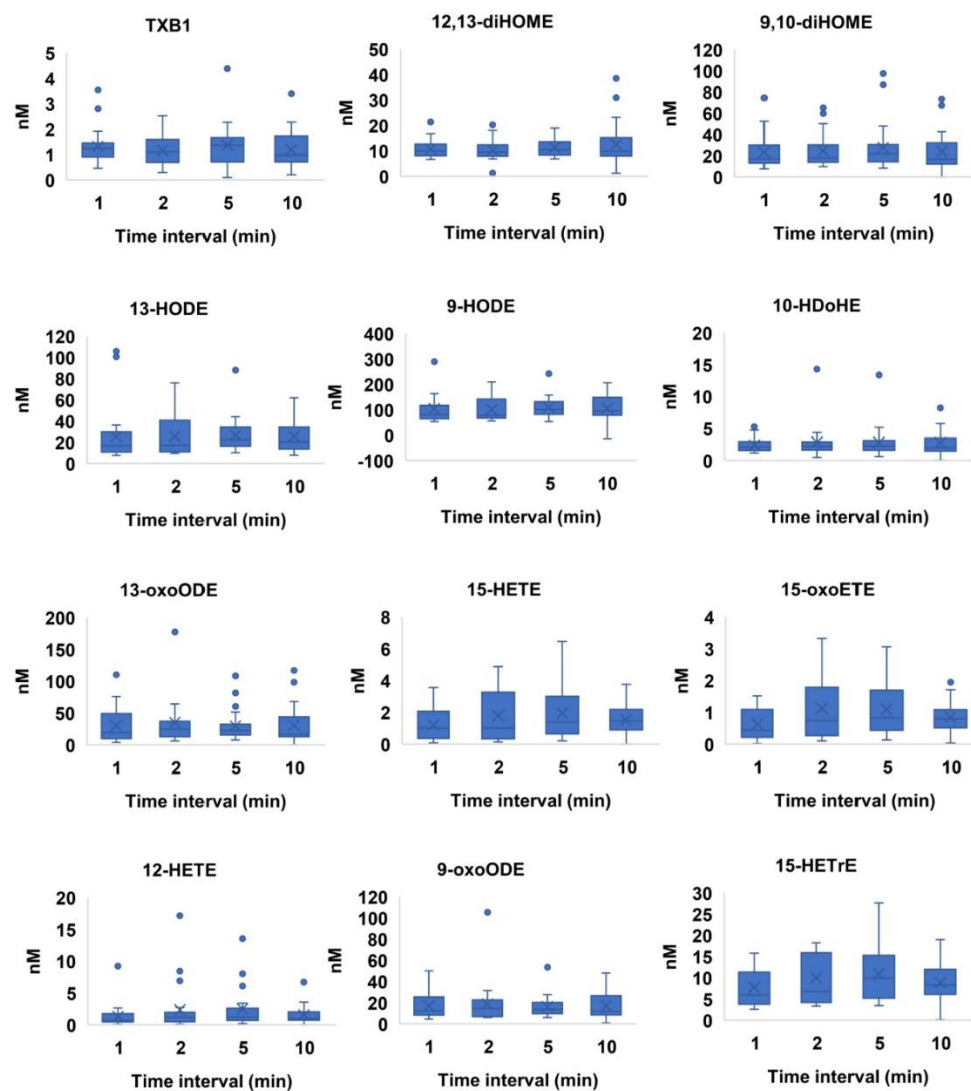 TXB1
12,13-diHOME
9,10-diHOME
5
4
3
2
1
0
nM
1 2 5 10
Time interval (min)
50
40
30
20
10
0
nM
1 2 5 10
Time interval (min)
120
100
80
60
40
20
0
nM
1 2 5 10
Time interval (min)
13-HODE
9-HODE
10-HDoHE
120
100
80
60
40
20
0
nM
1 2 5 10
Time interval (min)
400
300
200
100
0
-100
nM
1 2 5 10
Time interval (min)
20
15
10
5
0
nM
1 2 5 10
Time interval (min)
13-oxoODE
15-HETE
15-oxoETE
200
150
100
50
0
nM
1 2 5 10
Time interval (min)
8
6
4
2
0
nM
1 2 5 10
Time interval (min)
4
3
2
1
0
nM
1 2 5 10
Time interval (min)
12-HETE
9-oxoODE
15-HETrE
20
15
10
5
0
nM
1 2 5 10
Time interval (min)
120
100
80
60
40
20
0
nM
1 2 5 10
Time interval (min)
30
25
20
15
10
5
0
nM
1 2 5 10
Time interval (min)